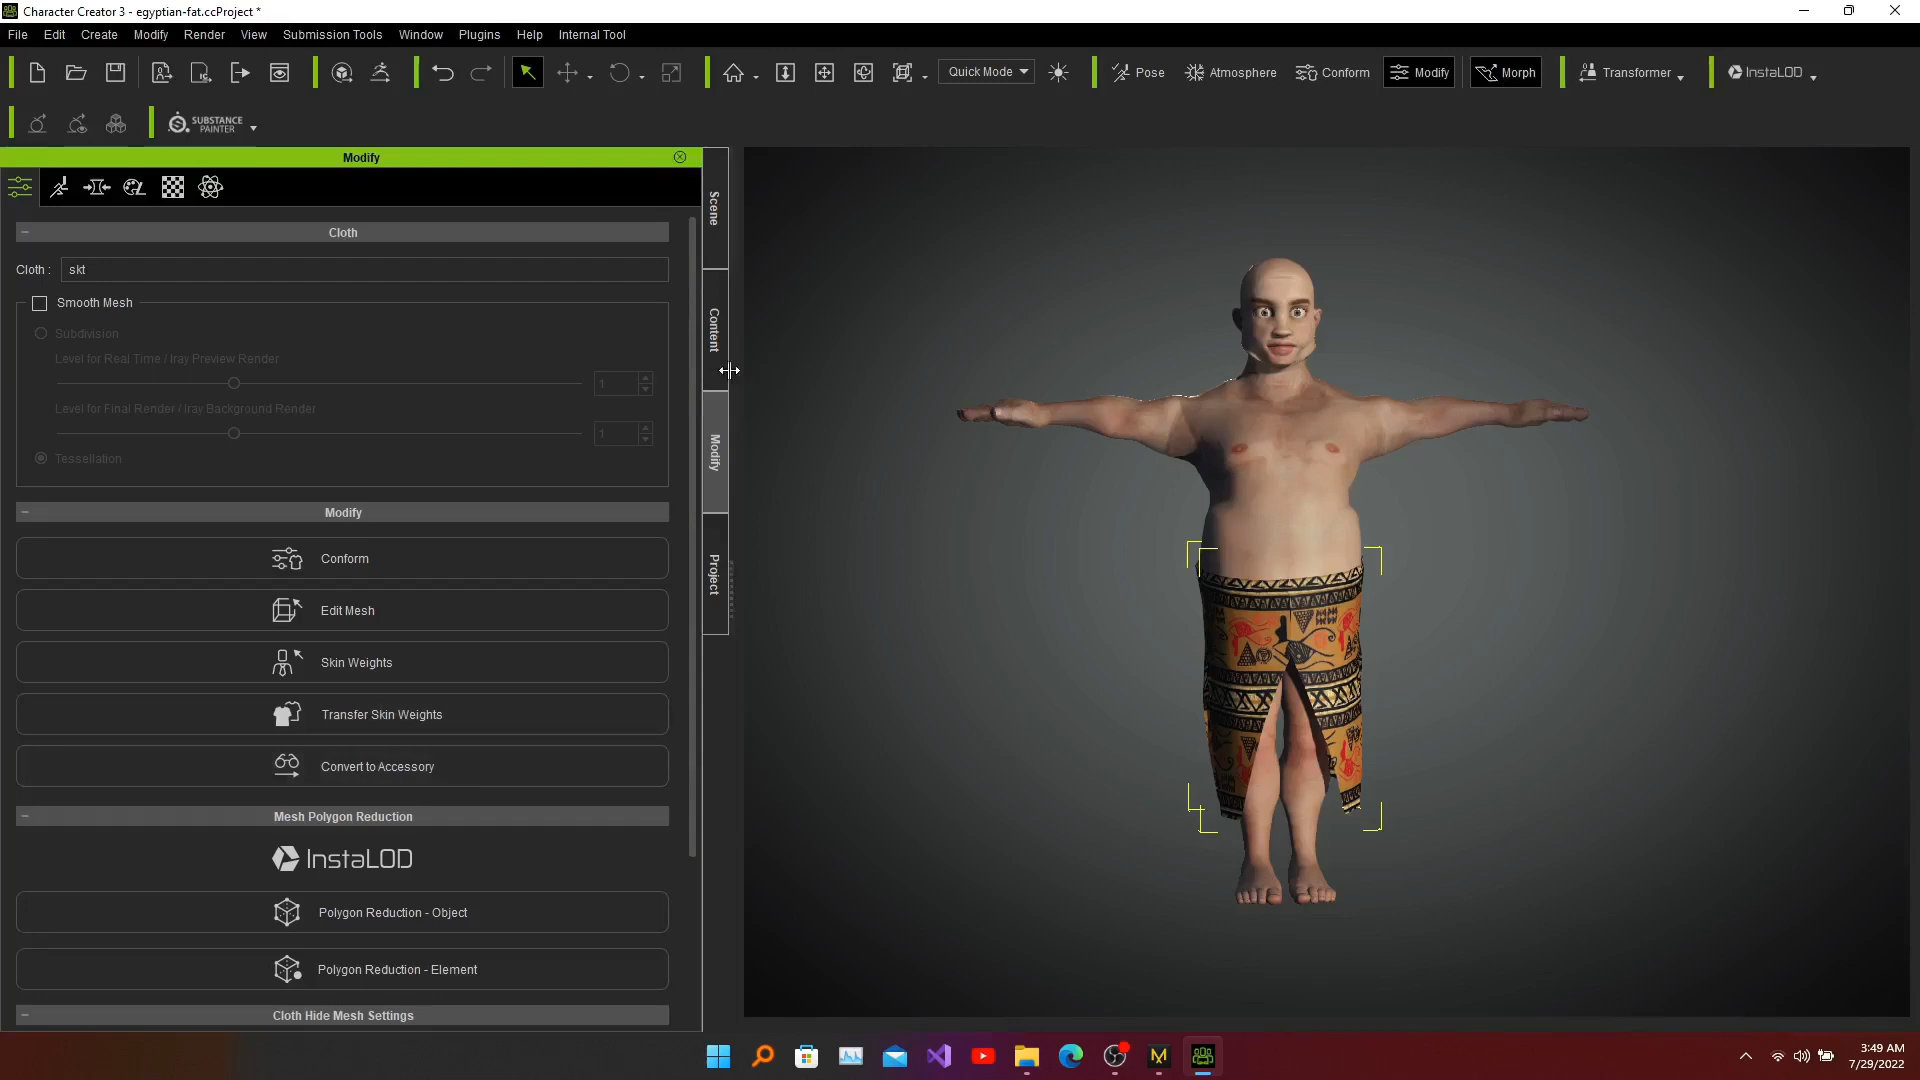 Character Creator 3 - egyptian-fat.ccProject *
File Edit Create Modify Render View Submission Tools Window Plugins Help Internal Tool
Quick Mode Pose Atmosphere Conform Modify Morph Transformer InstaLOD
SUBSTANCE PAINTER
Modify
Cloth
Cloth : skt
Smooth Mesh
Subdivision
Level for Real Time / Iray Preview Render
1
Level for Final Render / Iray Background Render
1
Tessellation
Modify
Conform
Edit Mesh
Skin Weights
Transfer Skin Weights
Convert to Accessory
Mesh Polygon Reduction
InstaLOD
Polygon Reduction - Object
Polygon Reduction - Element
Cloth Hide Mesh Settings
Scene
Content
Modify
Project
3:49 AM
7/29/2022